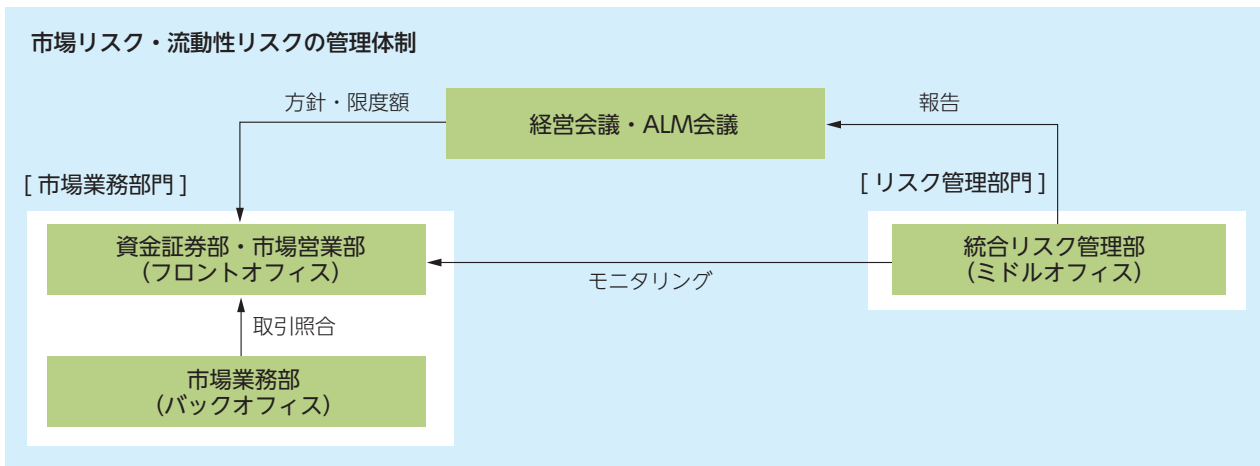 市場リスク・流動性リスクの管理体制
方針・限度額
経営会議・ALM会議
報告
[ 市場業務部門 ]
[ リスク管理部門 ]
資金証券部・市場営業部
(フロントオフィス)
モニタリング
統合リスク管理部
(ミドルオフィス)
取引照合
市場業務部
(バックオフィス)